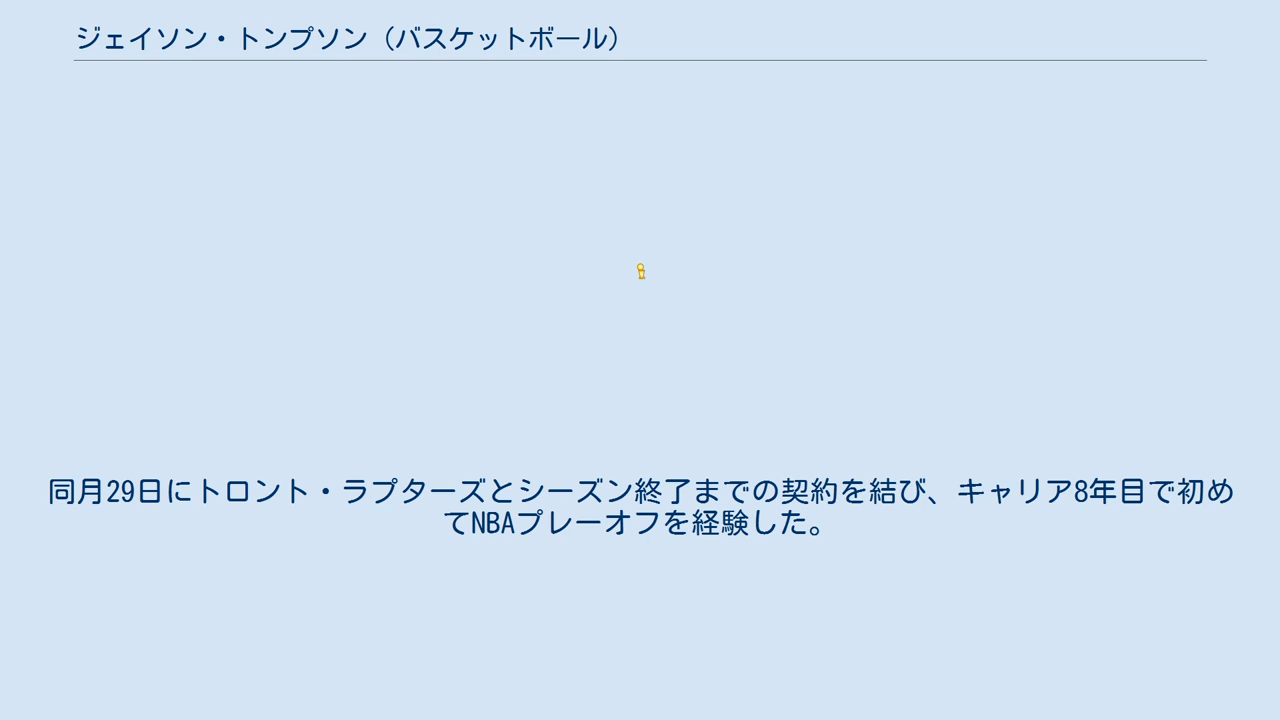 ジェイソン・トンプソン（バスケットボール）
同月29日にトロント・ラプターズとシーズン終了までの契約を結び、キャリア8年目で初め
てNBAプレーオフを経験した。